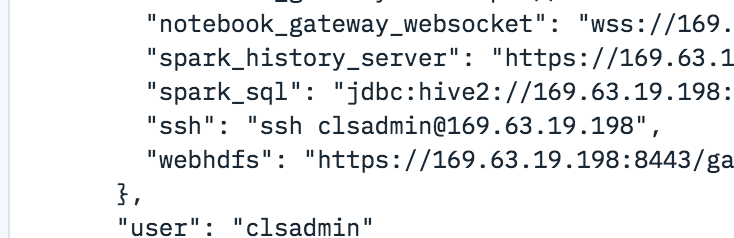 "notebook_gateway_websocket": "wss://169.
"spark_history_server": "https://169.63.1
"spark_sql": "jdbc:hive2://169.63.19.198:
"ssh": "ssh clsadmin@169.63.19.198",
"webhdfs": "https://169.63.19.198:8443/ga
},
"user": "clsadmin"